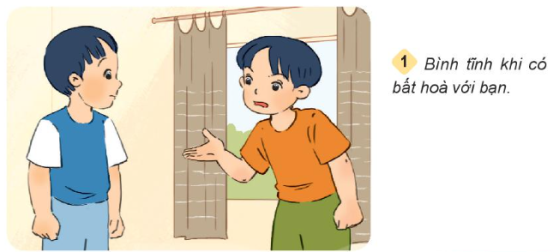 1 Bình tĩnh khi có
bất hoà với bạn.